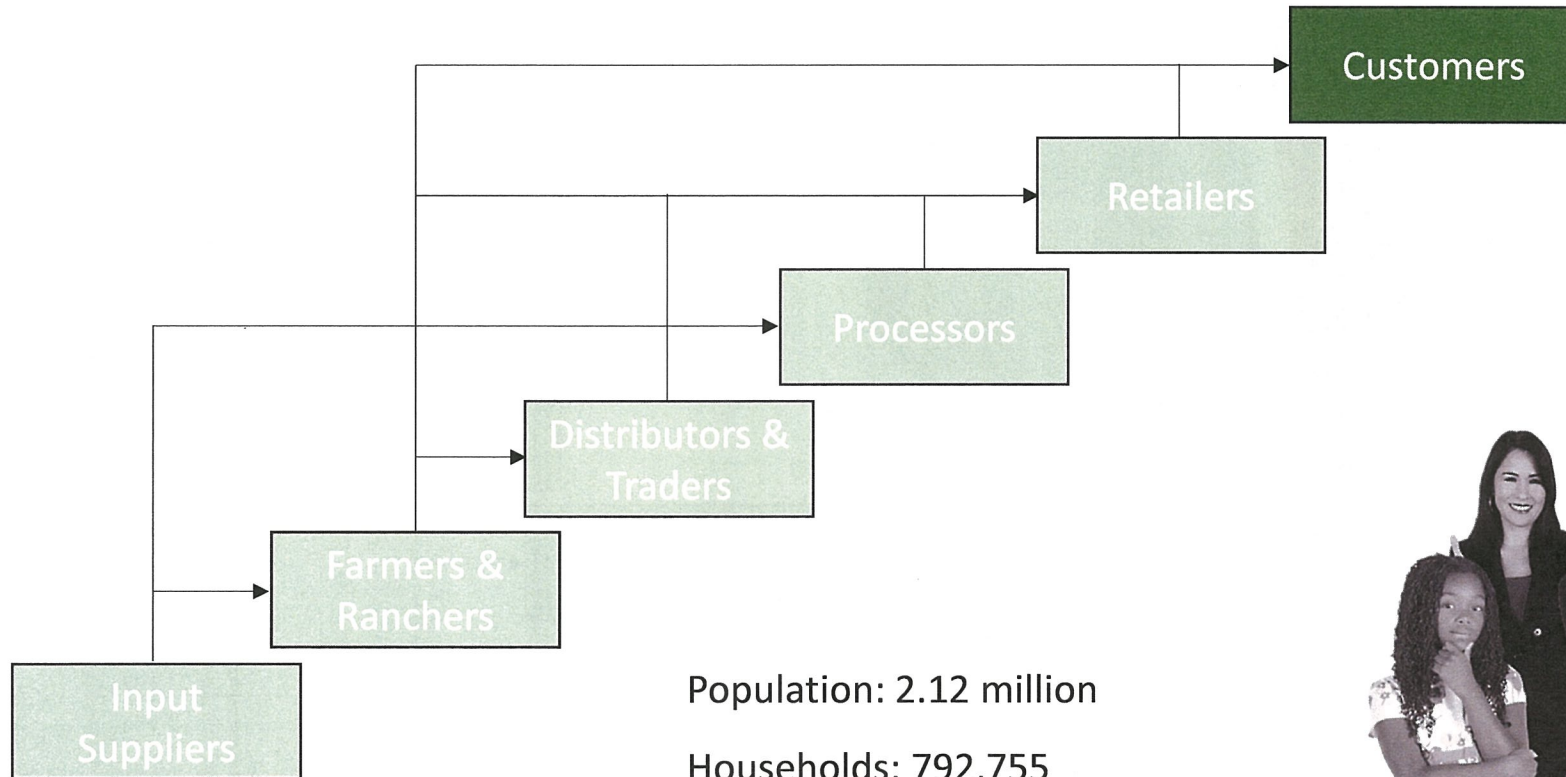 Customers
Retailers
Processors
Distributors &
Traders
Farmers &
Ranchers
Input
Suppliers
Population: 2.12 million
Households: 792,755